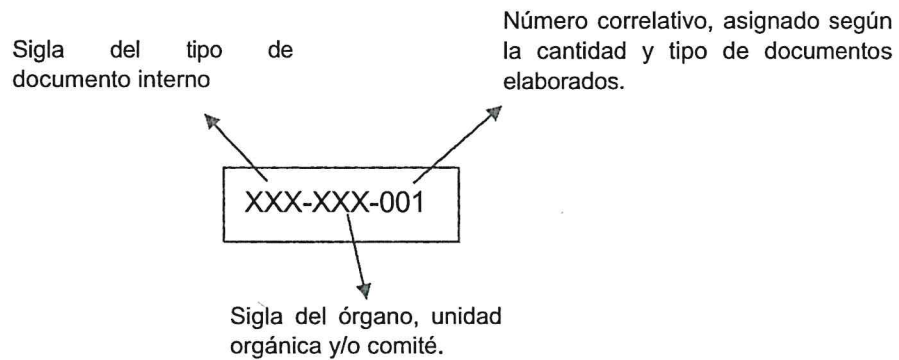 Sigla del tipo de
documento interno
Número correlativo, asignado según
la cantidad y tipo de documentos
elaborados.
XXX-XXX-001
Sigla del órgano, unidad
orgánica y/o comité.